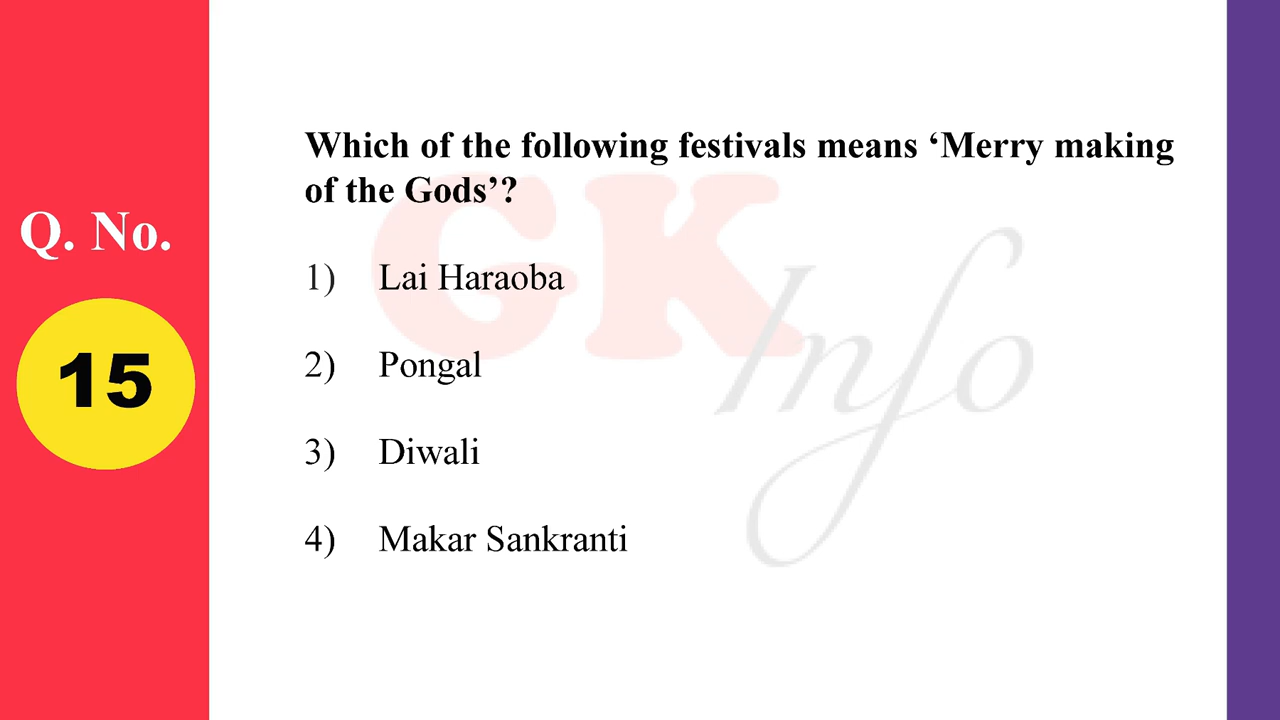 Q. No.
15
Which of the following festivals means ‘Merry making
of the Gods’?
1) Lai Haraoba
2) Pongal
3) Diwali
4) Makar Sankranti
GK
Info